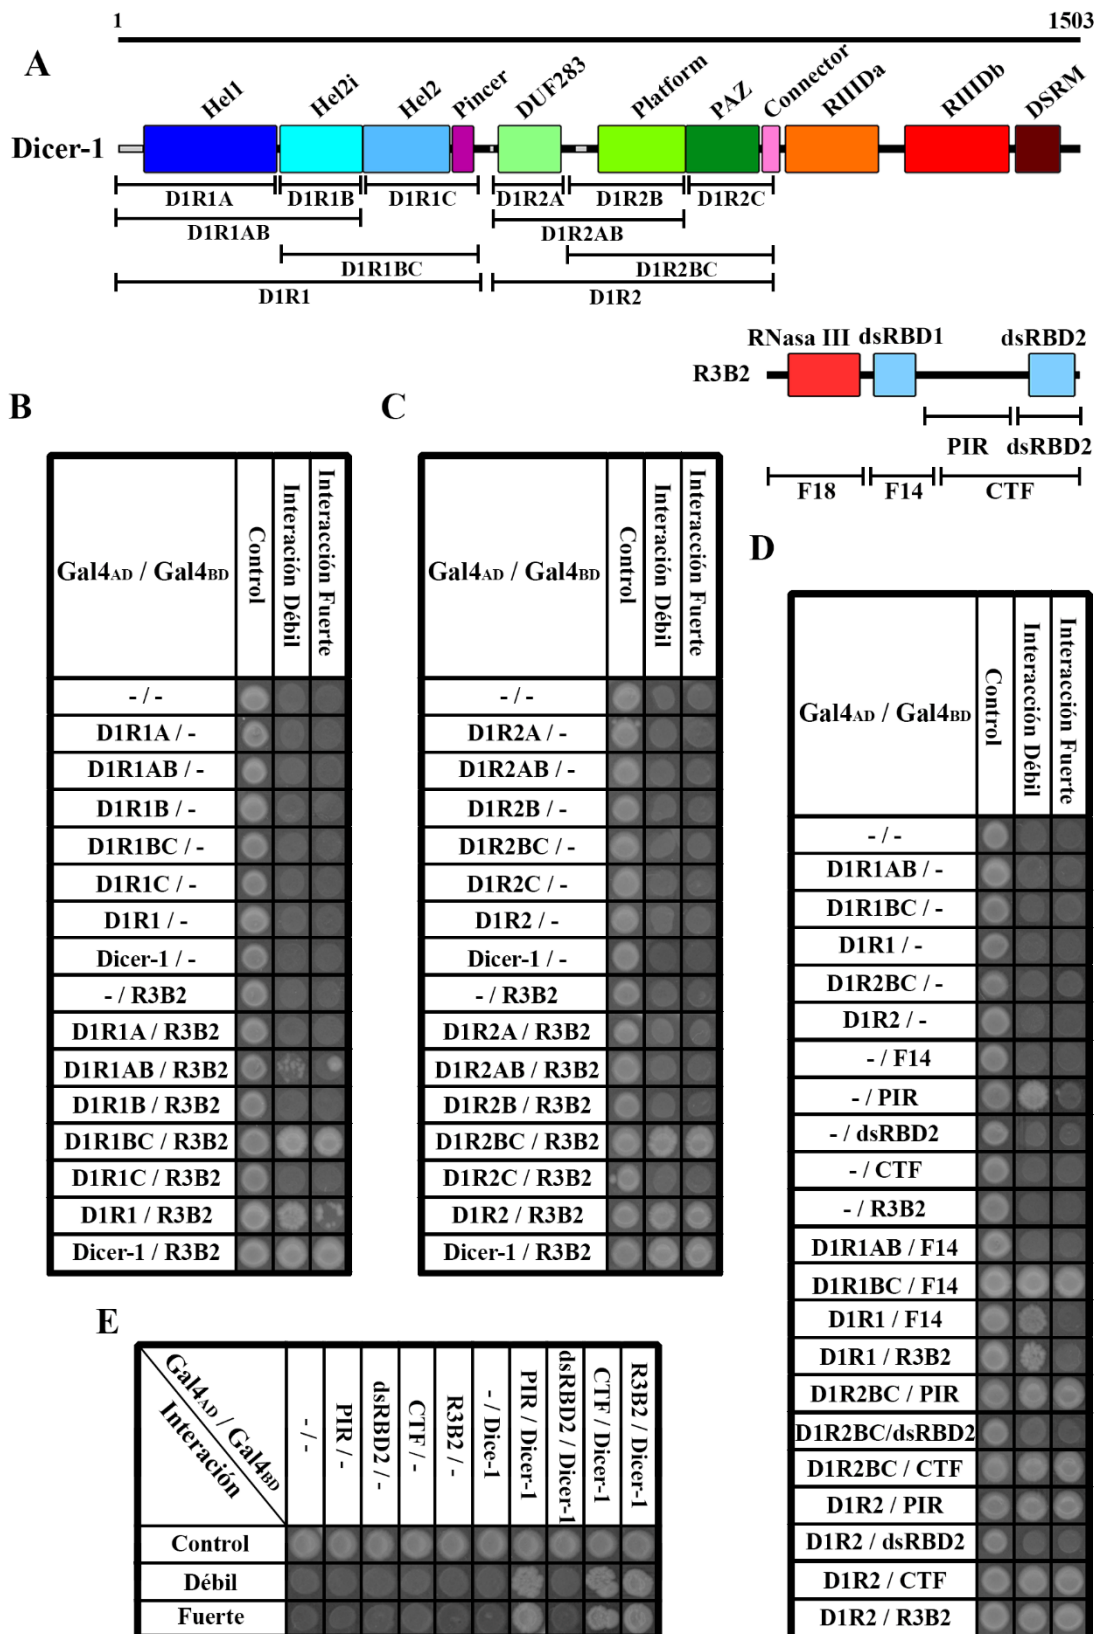 1 1503
A
Hel1 Hel2i Hel2 Pincer DUF283 Platform PAZ Connector RIIIDa RIIIDb DSRM
Dicer-1
D1R1A D1R1B D1R1C D1R2A D1R2B D1R2C
D1R1AB D1R2AB
D1R1BC D1R2BC
D1R1 D1R2
RNasa III dsRBD1 dsRBD2
R3B2
PIR dsRBD2
F18 F14 CTF
B
Gal4AD / Gal4BD Control Interación Débil Interacción Fuerte
- / -
D1R1A / -
D1R1AB / -
D1R1B / -
D1R1BC / -
D1R1C / -
D1R1 / -
Dicer-1 / -
- / R3B2
D1R1A / R3B2
D1R1AB / R3B2
D1R1B / R3B2
D1R1BC / R3B2
D1R1C / R3B2
D1R1 / R3B2
Dicer-1 / R3B2
C
Gal4AD / Gal4BD Control Interación Débil Interacción Fuerte
- / -
D1R2A / -
D1R2AB / -
D1R2B / -
D1R2BC / -
D1R2C / -
D1R2 / -
Dicer-1 / -
- / R3B2
D1R2A / R3B2
D1R2AB / R3B2
D1R2B / R3B2
D1R2BC / R3B2
D1R2C / R3B2
D1R2 / R3B2
Dicer-1 / R3B2
D
Gal4AD / Gal4BD Control Interación Débil Interacción Fuerte
- / -
D1R1AB / -
D1R1BC / -
D1R1 / -
D1R2BC / -
D1R2 / -
- / F14
- / PIR
- / dsRBD2
- / CTF
- / R3B2
D1R1AB / F14
D1R1BC / F14
D1R1 / F14
D1R1 / R3B2
D1R2BC / PIR
D1R2BC/dsRBD2
D1R2BC / CTF
D1R2 / PIR
D1R2 / dsRBD2
D1R2 / CTF
D1R2 / R3B2
E
Gal4AD / Gal4BD
Interación
- / -
PIR / -
dsRBD2 / -
CTF / -
R3B2 / -
- / Dice-1
PIR / Dicer-1
dsRBD2 / Dicer-1
CTF / Dicer-1
R3B2 / Dicer-1
Control
Débil
Fuerte